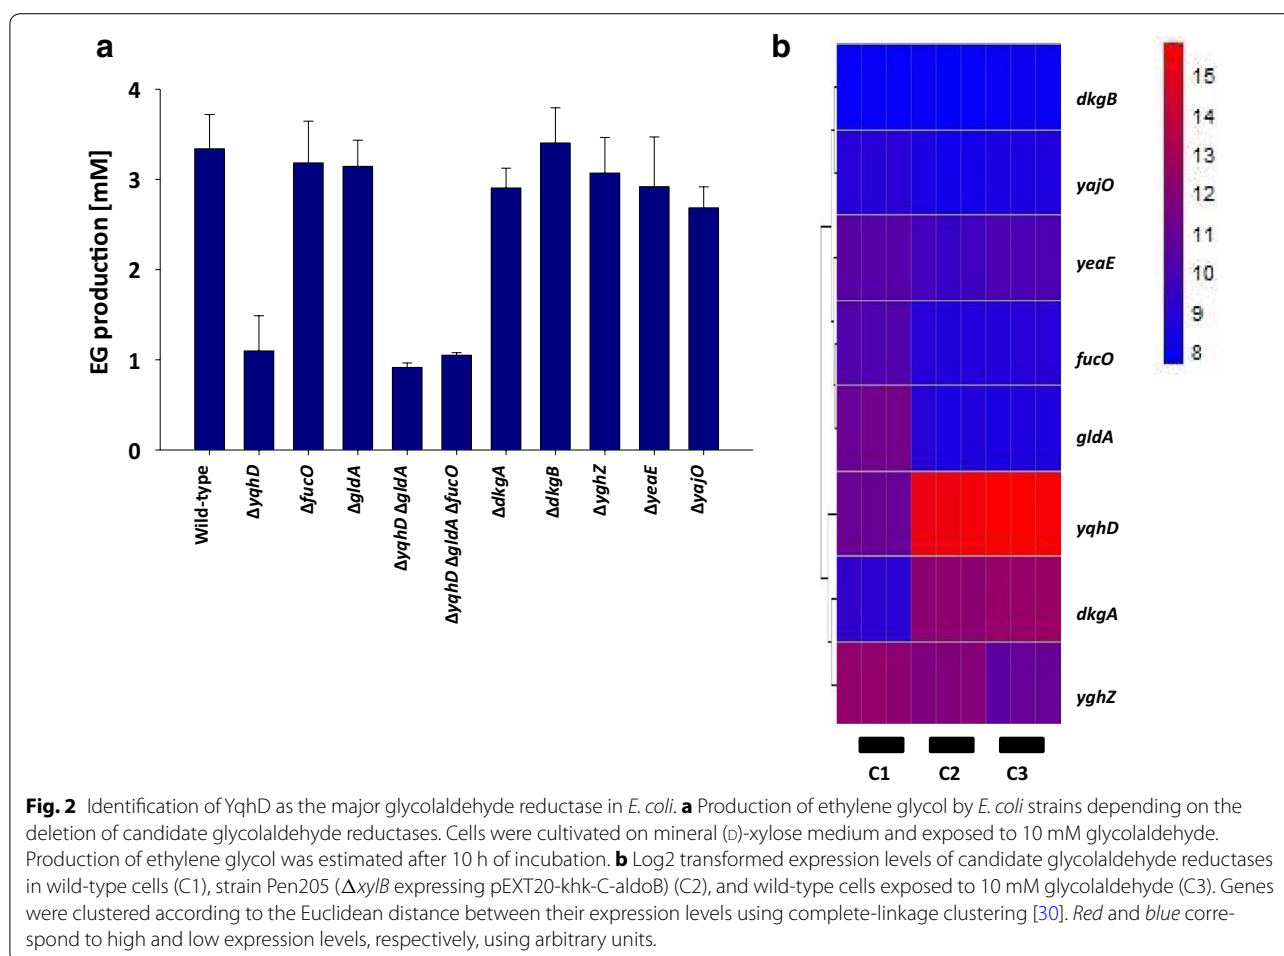 a
EG production [mM]
4
3
2
1
0
Wild-type
ΔyqhD
ΔfucO
ΔgldA
ΔyqhD ΔgldA
ΔyqhD ΔgldA ΔfucO
ΔdkgA
ΔdkgB
ΔyghZ
ΔyeaE
ΔyajO
b
dkgB
yajO
yeaE
fucO
gldA
yqhD
dkgA
yghZ
C1 C2 C3
15
14
13
12
11
10
9
8
Fig. 2 Identification of YqhD as the major glycolaldehyde reductase in E. coli. a Production of ethylene glycol by E. coli strains depending on the
deletion of candidate glycolaldehyde reductases. Cells were cultivated on mineral (D)-xylose medium and exposed to 10 mM glycolaldehyde.
Production of ethylene glycol was estimated after 10 h of incubation. b Log2 transformed expression levels of candidate glycolaldehyde reductases
in wild-type cells (C1), strain Pen205 (ΔxylB expressing pEXT20-khk-C-aldoB) (C2), and wild-type cells exposed to 10 mM glycolaldehyde (C3). Genes
were clustered according to the Euclidean distance between their expression levels using complete-linkage clustering [30]. Red and blue corre-
spond to high and low expression levels, respectively, using arbitrary units.